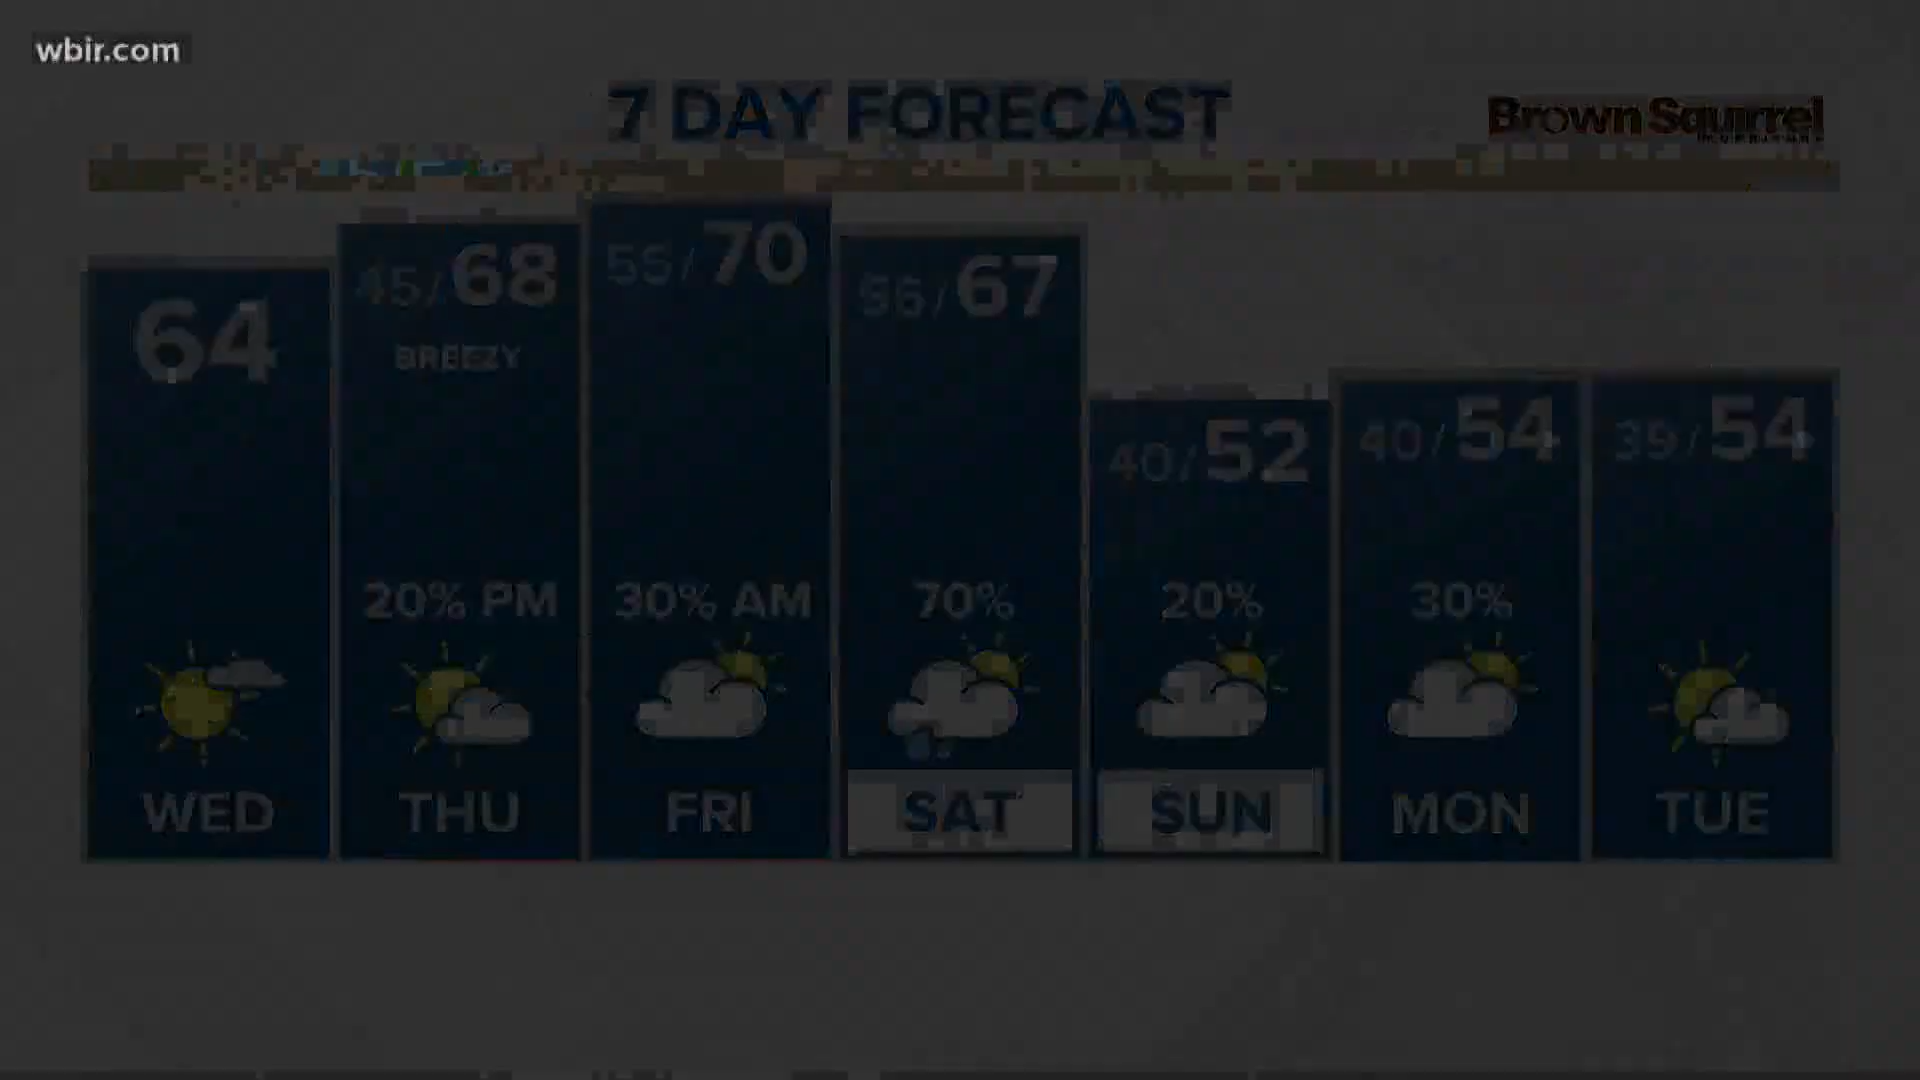 wbir.com
7 DAY FORECAST
Brown Squirrel
64
WED
45/68
BREEZY
20% PM
THU
55/70
30% AM
FRI
56/67
70%
SAT
40/52
20%
SUN
40/54
30%
MON
39/54
TUE